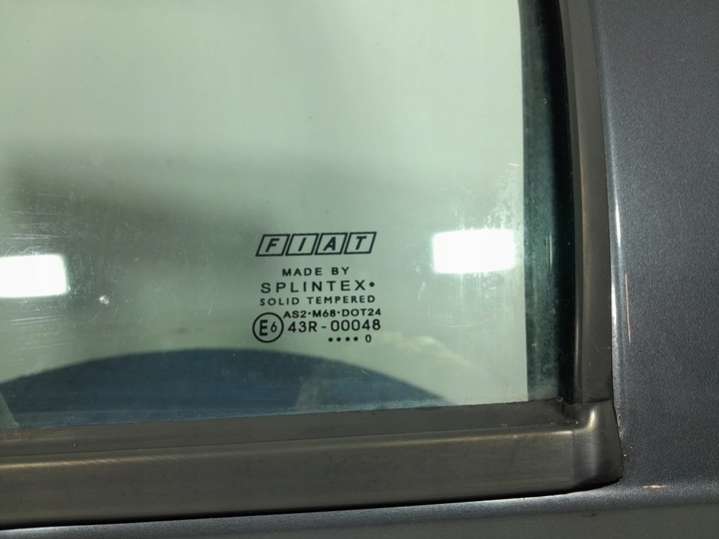 FIAT
MADE BY
SPLINTEX•
SOLID TEMPERED
AS2·M68·DOT24
E6 43R-00048
•••• 0